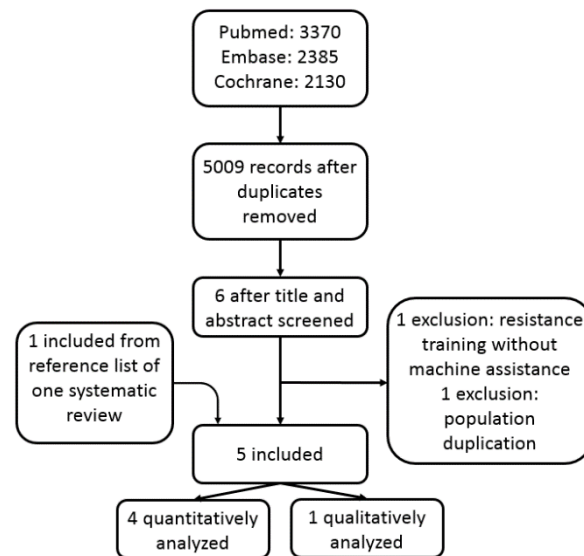 Pubmed: 3370
Embase: 2385
Cochrane: 2130
5009 records after
duplicates
removed
6 after title and
abstract screened
1 included from
reference list of
one systematic
review
1 exclusion: resistance
training without
machine assistance
1 exclusion:
population
duplication
5 included
4 quantitatively
analyzed
1 qualitatively
analyzed